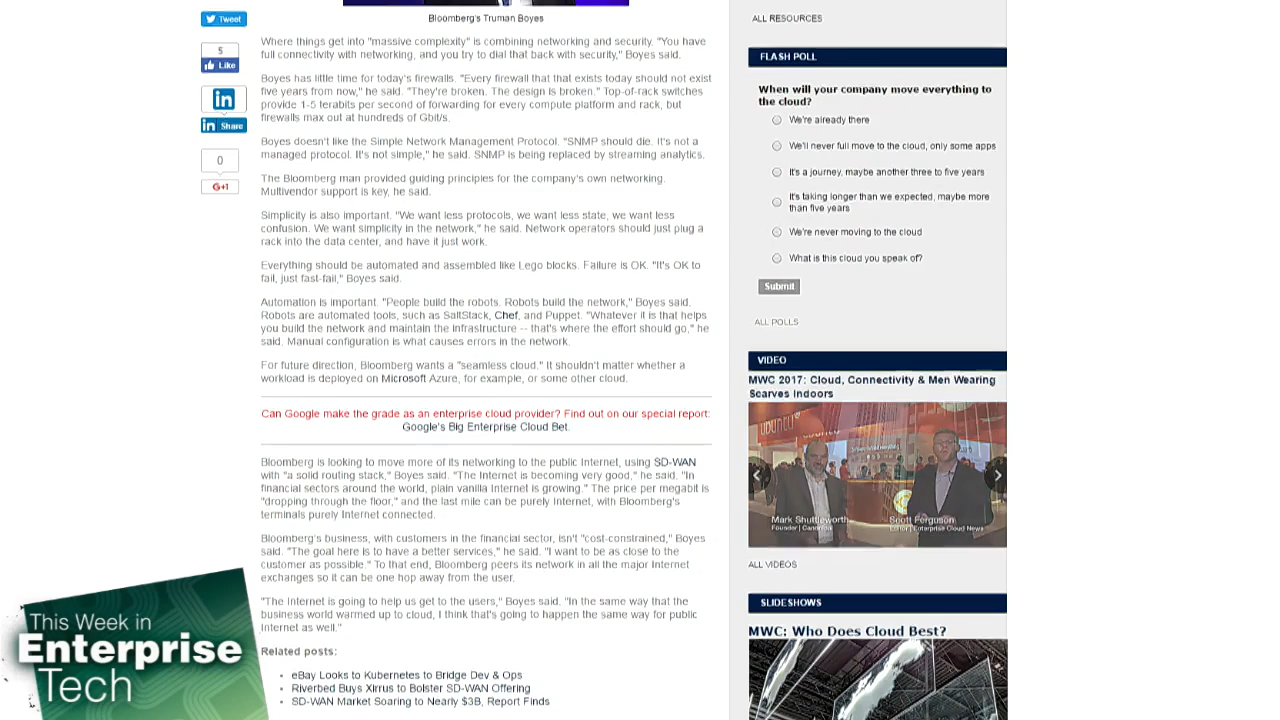 Tweet
5
Like
in
in Share
0
G+1
Bloomberg's Truman Boyes
Where things get into "massive complexity" is combining networking and security. "You have
full connectivity with networking, and you try to dial that back with security," Boyes said.
Boyes has little time for today's firewalls. "Every firewall that that exists today should not exist
five years from now," he said. "They're broken. The design is broken." Top-of-rack switches
provide 1-5 terabits per second of forwarding for every compute platform and rack, but
firewalls max out at hundreds of Gbit/s.
Boyes doesn't like the Simple Network Management Protocol. "SNMP should die. It's not a
managed protocol. It's not simple," he said. SNMP is being replaced by streaming analytics.
The Bloomberg man provided guiding principles for the company's own networking.
Multivendor support is key, he said.
Simplicity is also important. "We want less protocols, we want less state, we want less
confusion. We want simplicity in the network," he said. Network operators should just plug a
rack into the data center, and have it just work.
Everything should be automated and assembled like Lego blocks. Failure is OK. "It's OK to
fail, just fast-fail," Boyes said.
Automation is important. "People build the robots. Robots build the network," Boyes said.
Robots are automated tools, such as SaltStack, Chef, and Puppet. "Whatever it is that helps
you build the network and maintain the infrastructure -- that's where the effort should go," he
said. Manual configuration is what causes errors in the network.
For future direction, Bloomberg wants a "seamless cloud." It shouldn't matter whether a
workload is deployed on Microsoft Azure, for example, or some other cloud.
Can Google make the grade as an enterprise cloud provider? Find out on our special report:
Google's Big Enterprise Cloud Bet.
Bloomberg is looking to move more of its networking to the public Internet, using SD-WAN
with "a solid routing stack," Boyes said. "The Internet is becoming very good," he said. "In
financial sectors around the world, plain vanilla Internet is growing." The price per megabit is
"dropping through the floor," and the last mile can be purely Internet, with Bloomberg's
terminals purely Internet connected.
Bloomberg's business, with customers in the financial sector, isn't "cost-constrained," Boyes
said. "The goal here is to have a better services," he said. "I want to be as close to the
customer as possible." To that end, Bloomberg peers its network in all the major Internet
exchanges so it can be one hop away from the user.
"The Internet is going to help us get to the users," Boyes said. "In the same way that the
business world warmed up to cloud, I think that's going to happen the same way for public
Internet as well."
Related posts:
• eBay Looks to Kubernetes to Bridge Dev & Ops
• Riverbed Buys Xirrus to Bolster SD-WAN Offering
• SD-WAN Market Soaring to Nearly $3B, Report Finds
This Week in
Enterprise
Tech
ALL RESOURCES
FLASH POLL
When will your company move everything to
the cloud?
We're already there
We'll never full move to the cloud, only some apps
It's a journey, maybe another three to five years
It's taking longer than we expected, maybe more
than five years
We're never moving to the cloud
What is this cloud you speak of?
Submit
ALL POLLS
VIDEO
MWC 2017: Cloud, Connectivity & Men Wearing
Scarves Indoors
ubuntu
Mark Shuttleworth
Founder | Canonical
Scott Ferguson
Editor | Enterprise Cloud News
ALL VIDEOS
SLIDESHOWS
MWC: Who Does Cloud Best?